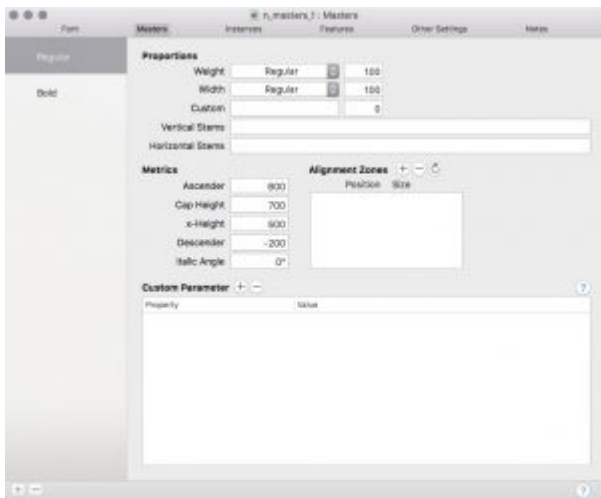 n_masters_1 : Masters
Font Masters Instances Features Other Settings Notes
Regular
Bold
Proportions
Weight Regular 100
Width Regular 100
Custom 0
Vertical Stems
Horizontal Stems
Metrics
Ascender 800
Cap Height 700
x-Height 500
Descender -200
Italic Angle 0°
Alignment Zones + − 
Position Size
Custom Parameter + −
?
Property Value
+ −
?